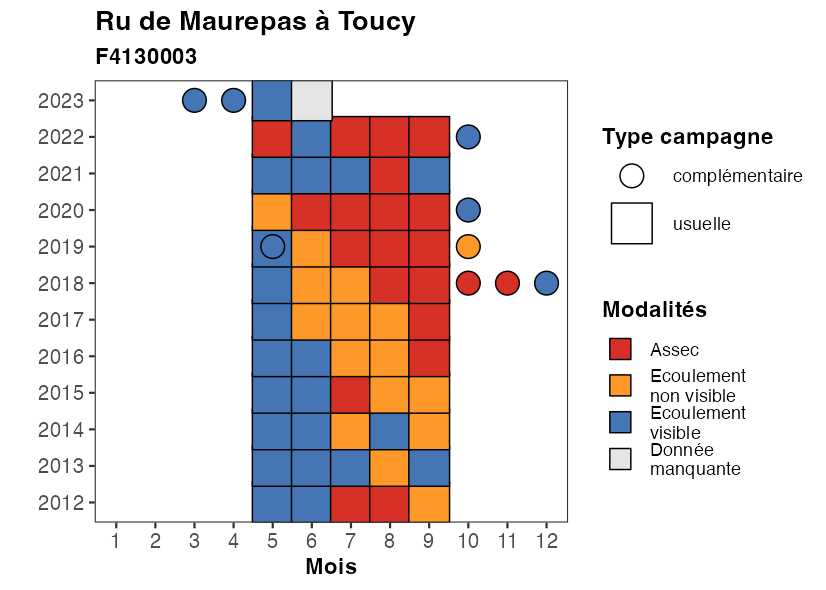 Ru de Maurepas à Toucy
F4130003
2023
2022
2021
2020
2019
2018
2017
2016
2015
2014
2013
2012
1 2 3 4 5 6 7 8 9 10 11 12
Mois
Type campagne
complémentaire
usuelle
Modalités
Assec
Ecoulement
non visible
Ecoulement
visible
Donnée
manquante